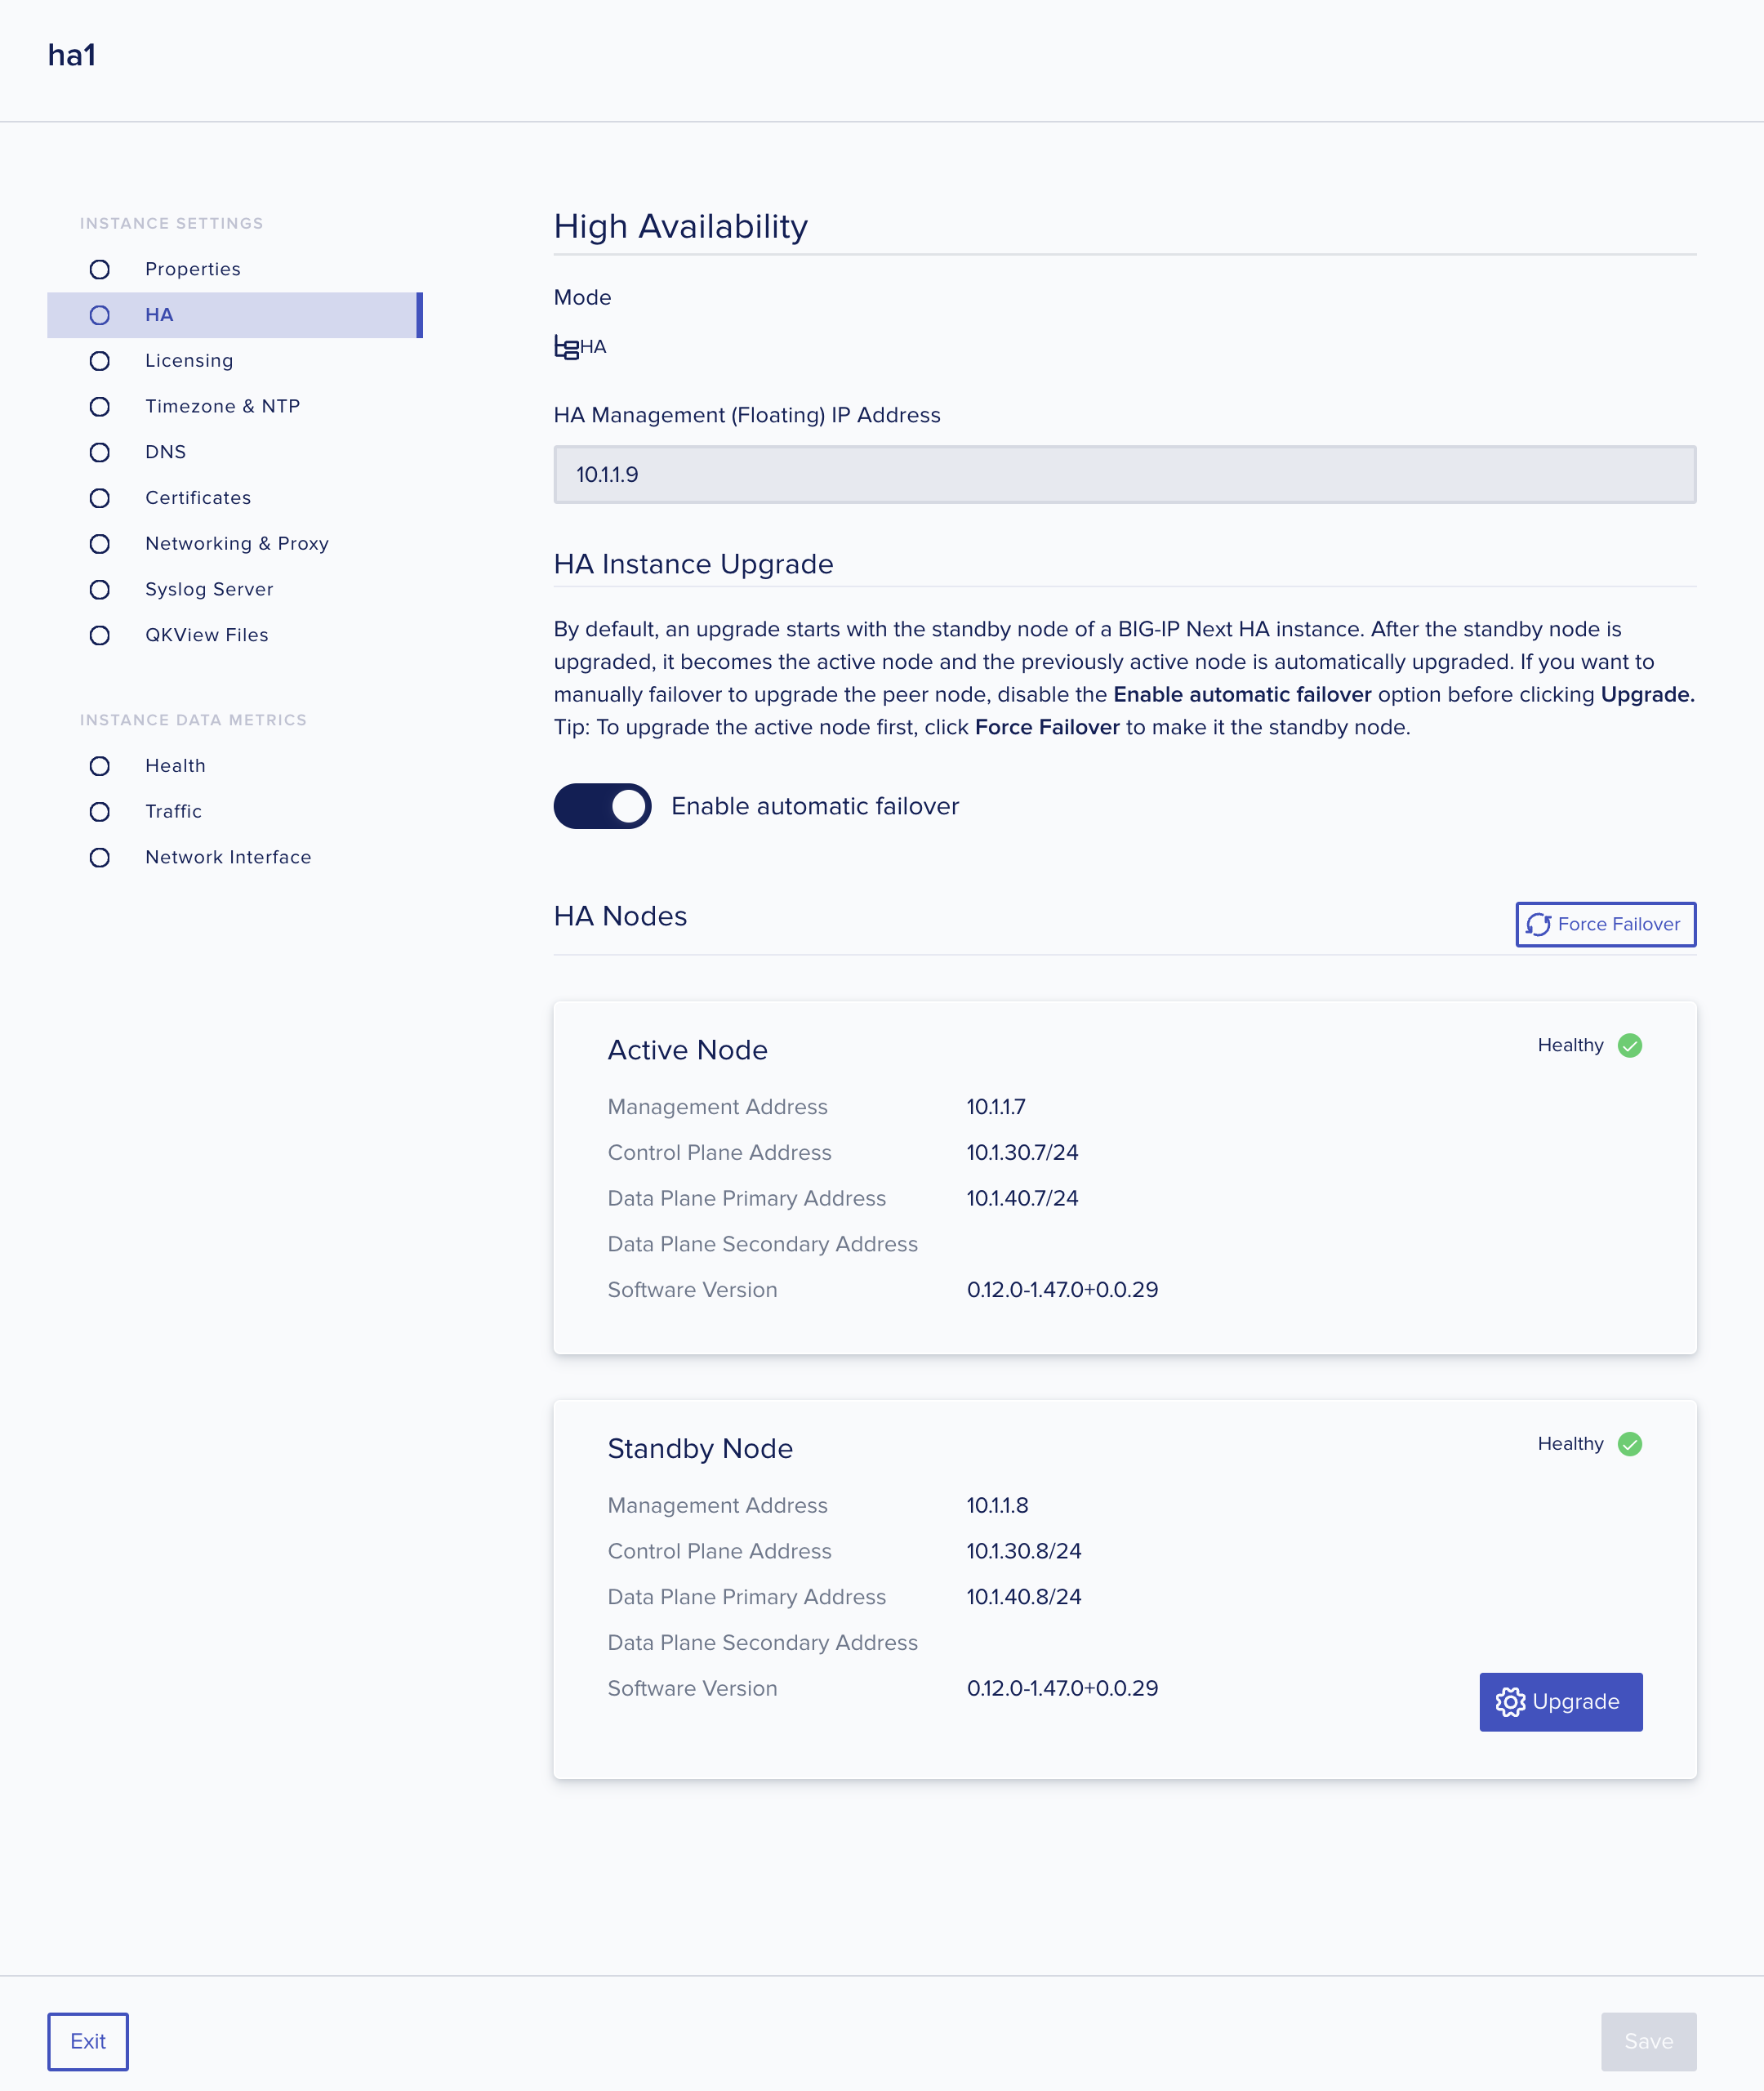 ha1
INSTANCE SETTINGS
Properties
HA
Licensing
Timezone & NTP
DNS
Certificates
Networking & Proxy
Syslog Server
QKView Files
INSTANCE DATA METRICS
Health
Traffic
Network Interface
High Availability
Mode
HA
HA Management (Floating) IP Address
10.1.1.9
HA Instance Upgrade
By default, an upgrade starts with the standby node of a BIG-IP Next HA instance. After the standby node is
upgraded, it becomes the active node and the previously active node is automatically upgraded. If you want to
manually failover to upgrade the peer node, disable the Enable automatic failover option before clicking Upgrade.
Tip: To upgrade the active node first, click Force Failover to make it the standby node.
Enable automatic failover
HA Nodes
Force Failover
Active Node
Healthy
Management Address 10.1.1.7
Control Plane Address 10.1.30.7/24
Data Plane Primary Address 10.1.40.7/24
Data Plane Secondary Address
Software Version 0.12.0-1.47.0+0.0.29
Standby Node
Healthy
Management Address 10.1.1.8
Control Plane Address 10.1.30.8/24
Data Plane Primary Address 10.1.40.8/24
Data Plane Secondary Address
Software Version 0.12.0-1.47.0+0.0.29
Upgrade
Exit
Save